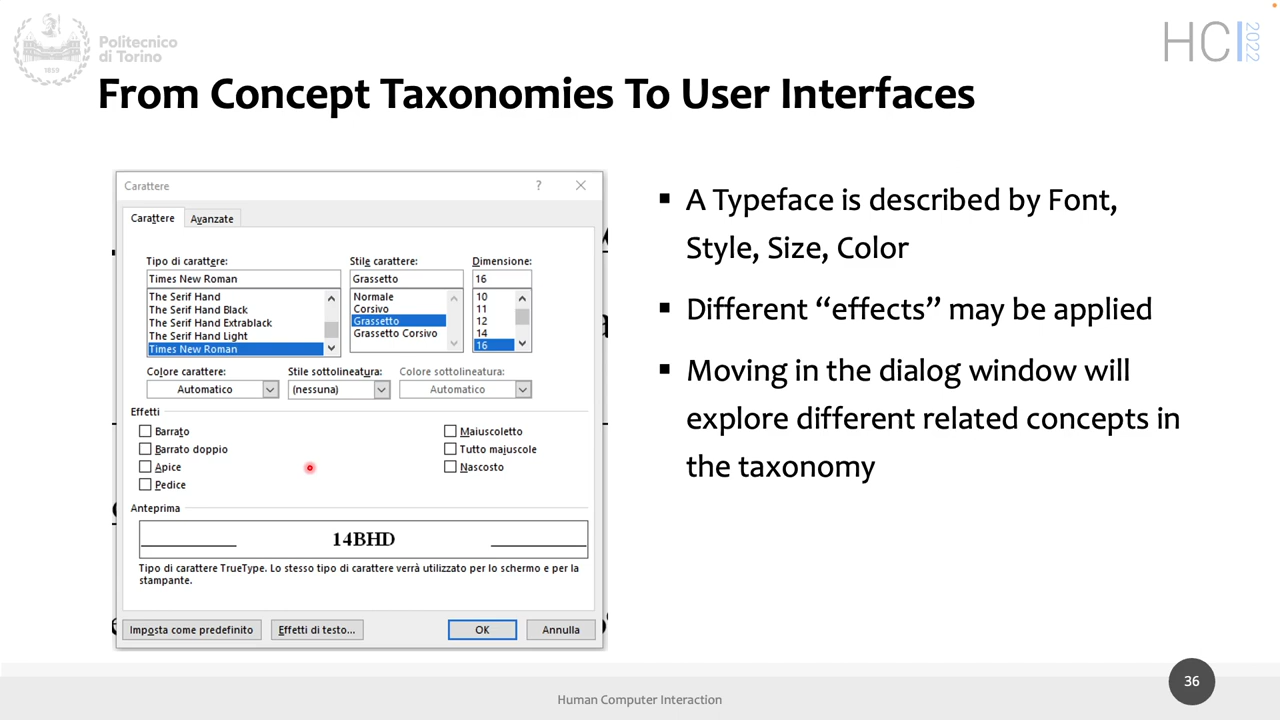 Politecnico
di Torino
1859
HCI
2022
From Concept Taxonomies To User Interfaces
Carattere
?
Carattere
Avanzate
Tipo di carattere:
Stile carattere:
Dimensione:
Times New Roman
Grassetto
16
The Serif Hand
The Serif Hand Black
The Serif Hand Extrablack
The Serif Hand Light
Times New Roman
Normale
Corsivo
Grassetto
Grassetto Corsivo
10
11
12
14
16
Colore carattere:
Stile sottolineatura:
Colore sottolineatura:
Automatico
(nessuna)
Automatico
Effetti
Barrato
Barrato doppio
Apice
Pedice
Maiuscoletto
Tutto maiuscole
Nascosto
Anteprima
14BHD
Tipo di carattere TrueType. Lo stesso tipo di carattere verrà utilizzato per lo schermo e per la
stampante.
Imposta come predefinito
Effetti di testo...
OK
Annulla
▪ A Typeface is described by Font,
Style, Size, Color
▪ Different “effects” may be applied
▪ Moving in the dialog window will
explore different related concepts in
the taxonomy
Human Computer Interaction
36